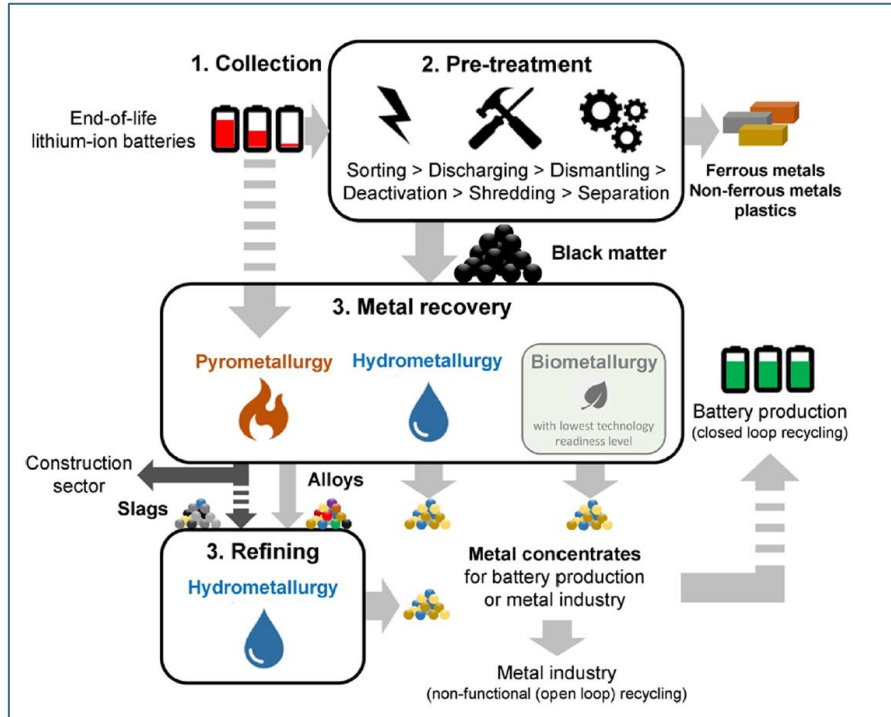 1. Collection
2. Pre-treatment
End-of-life
lithium-ion batteries
Sorting > Discharging > Dismantling >
Deactivation > Shredding > Separation
Ferrous metals
Non-ferrous metals
plastics
Black matter
3. Metal recovery
Pyrometallurgy
Hydrometallurgy
Biometallurgy
with lowest technology
readiness level
Battery production
(closed loop recycling)
Construction
sector
Slags
Alloys
3. Refining
Hydrometallurgy
Metal concentrates
for battery production
or metal industry
Metal industry
(non-functional (open loop) recycling)